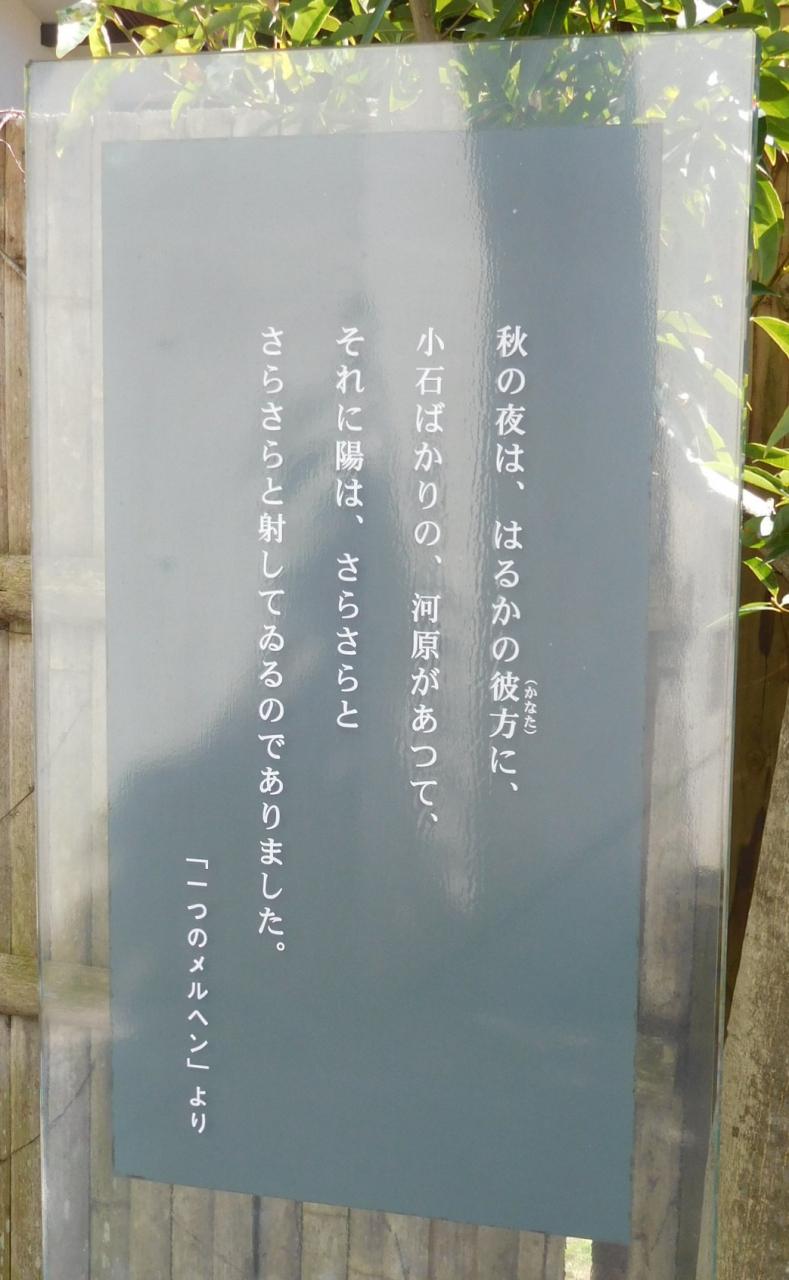 秋の夜は、はるかの彼方(かなた)に、
小石ばかりの、河原があつて、
それに陽は、さらさらと
さらさらと射してゐるのでありました。
「一つのメルヘン」より